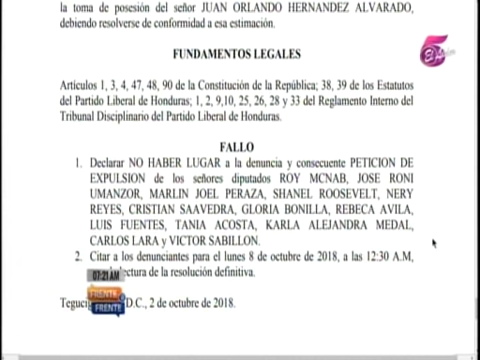 la toma de posesión del señor JUAN ORLANDO HERNANDEZ ALVARADO,
debiendo resolverse de conformidad a esa estimación.
FUNDAMENTOS LEGALES
Artículos 1, 3, 4, 47, 48, 90 de la Constitución de la República; 38, 39 de los Estatutos
del Partido Liberal de Honduras; 1, 2, 9,10, 25, 26, 28 y 33 del Reglamento Interno del
Tribunal Disciplinario del Partido Liberal de Honduras.
FALLO
1. Declarar NO HABER LUGAR a la denuncia y consecuente PETICION DE
EXPULSION de los señores diputados ROY MCNAB, JOSE RONI
UMANZOR, MARLIN JOEL PERAZA, SHANEL ROOSEVELT, NERY
REYES, CRISTIAN SAAVEDRA, GLORIA BONILLA, REBECA AVILA,
LUIS FUENTES, TANIA ACOSTA, KARLA ALEJANDRA MEDAL,
CARLOS LARA y VICTOR SABILLON.
2. Citar a los denunciantes para el lunes 8 de octubre de 2018, a las 12:30 A.M,
lectura de la resolución definitiva.
07:21 AM
FRENTE a
FRENTE
D.C., 2 de octubre de 2018.
5